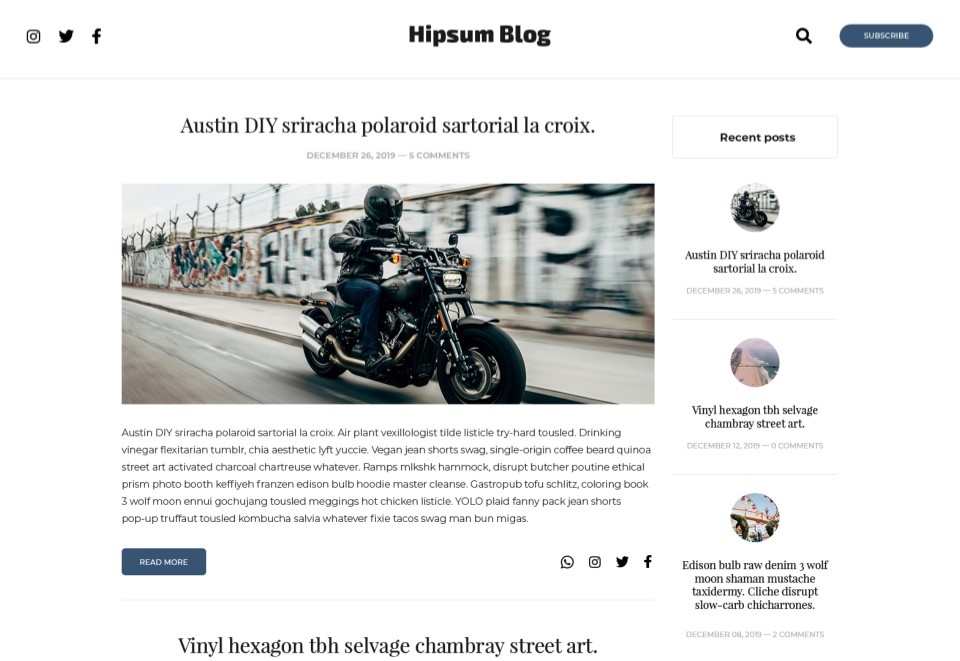 Hipsum Blog
SUBSCRIBE
Austin DIY sriracha polaroid sartorial la croix.
DECEMBER 26, 2019 — 5 COMMENTS
Austin DIY sriracha polaroid sartorial la croix. Air plant vexillologist tilde listicle try-hard tousled. Drinking
vinegar flexitarian tumblr, chia aesthetic lyft yuccie. Vegan jean shorts swag, single-origin coffee beard quinoa
street art activated charcoal chartreuse whatever. Ramps mlkshk hammock, disrupt butcher poutine ethical
prism photo booth keffiyeh franzen edison bulb hoodie master cleanse. Gastropub tofu schlitz, coloring book
3 wolf moon ennui gochujang tousled meggings hot chicken listicle. YOLO plaid fanny pack jean shorts
pop-up truffaut tousled kombucha salvia whatever fixie tacos swag man bun migas.
READ MORE
Vinyl hexagon tbh selvage chambray street art.
Recent posts
Austin DIY sriracha polaroid
sartorial la croix.
DECEMBER 26, 2019 — 5 COMMENTS
Vinyl hexagon tbh selvage
chambray street art.
DECEMBER 12, 2019 — 0 COMMENTS
Edison bulb raw denim 3 wolf
moon shaman mustache
taxidermy. Cliche disrupt
slow-carb chicharrones.
DECEMBER 08, 2019 — 2 COMMENTS